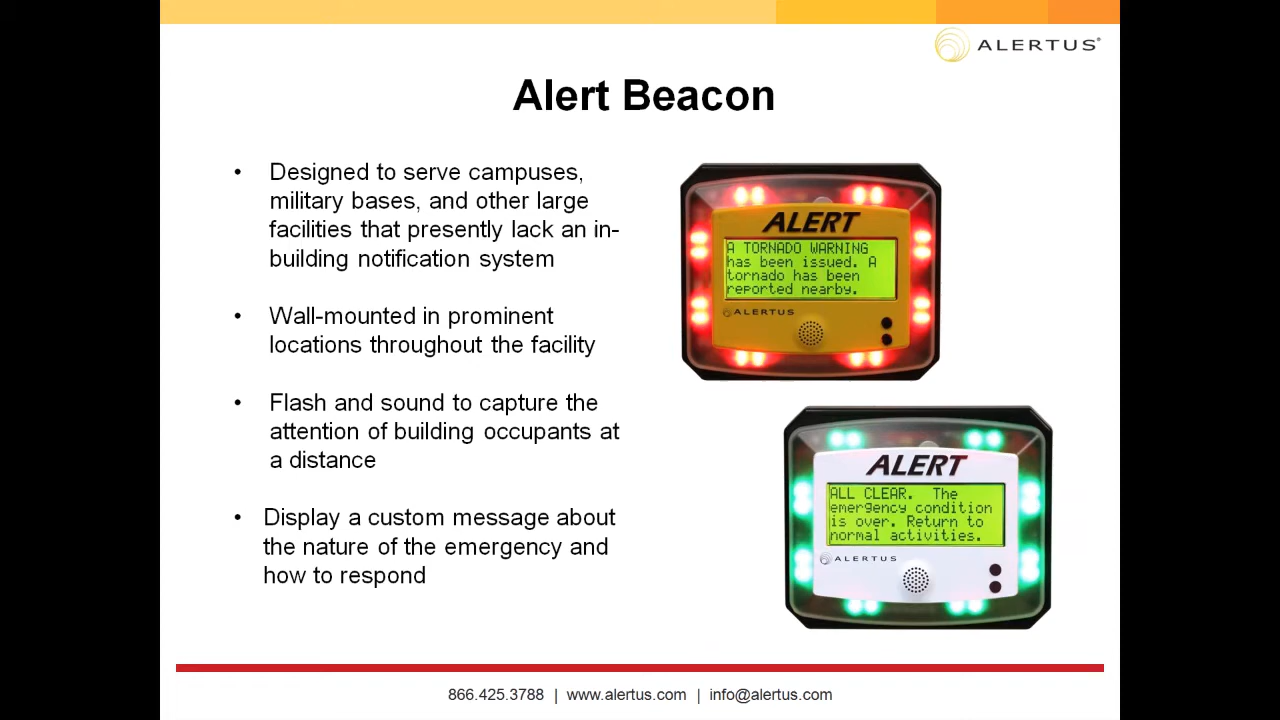 ALERTUS®
Alert Beacon
• Designed to serve campuses,
military bases, and other large
facilities that presently lack an in-
building notification system
• Wall-mounted in prominent
locations throughout the facility
• Flash and sound to capture the
attention of building occupants at
a distance
• Display a custom message about
the nature of the emergency and
how to respond
ALERT
A TORNADO WARNING
has been issued. A
tornado has been
reported nearby.
ALERTUS
ALERT
ALL CLEAR. The
emergency condition
is over. Return to
normal activities.
ALERTUS
866.425.3788 | www.alertus.com | info@alertus.com